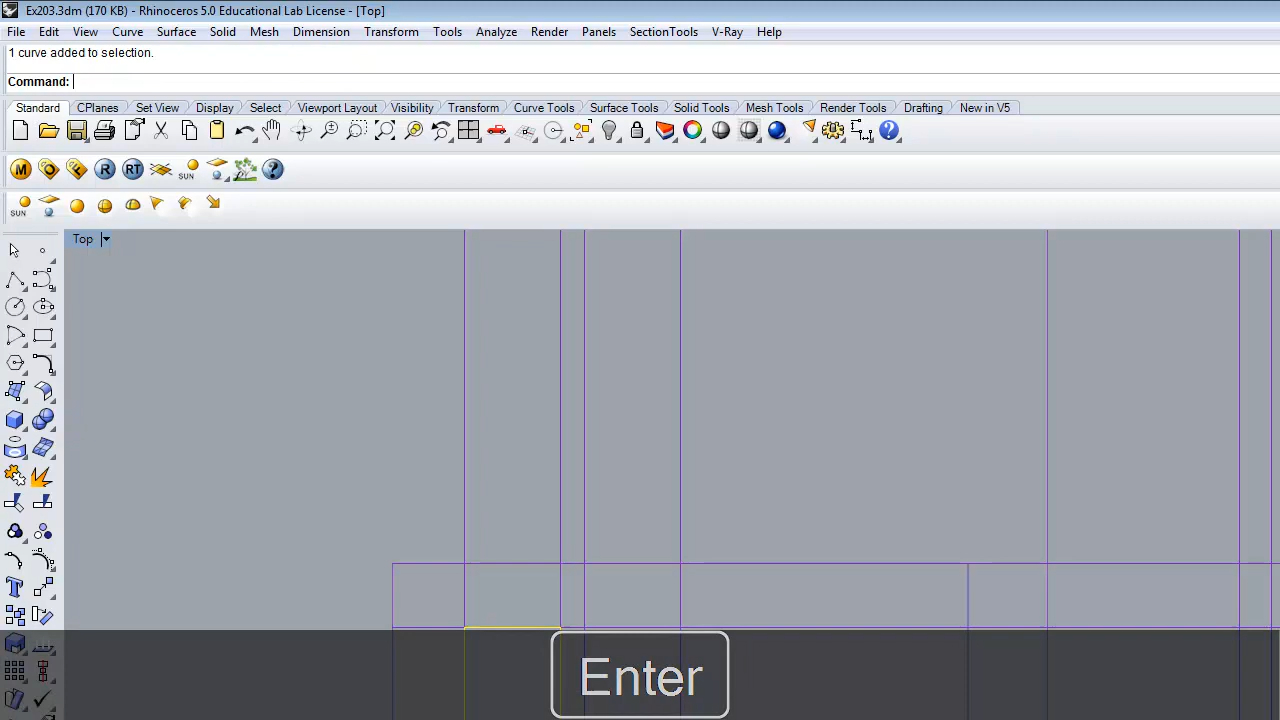 Ex203.3dm (170 KB) - Rhinoceros 5.0 Educational Lab License - [Top]
File Edit View Curve Surface Solid Mesh Dimension Transform Tools Analyze Render Panels SectionTools V-Ray Help
1 curve added to selection.
Command:
Standard CPlanes Set View Display Select Viewport Layout Visibility Transform Curve Tools Surface Tools Solid Tools Mesh Tools Render Tools Drafting New in V5
M O F R RT SUN ?
SUN
Top
Enter